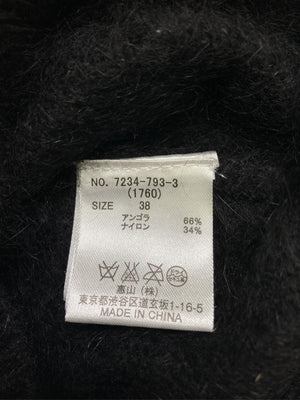 NO. 7234-793-3
(1760)
SIZE 38
アンゴラ 66%
ナイロン 34%
惠山 (株)
東京都渋谷区道玄坂1-16-5
MADE IN CHINA